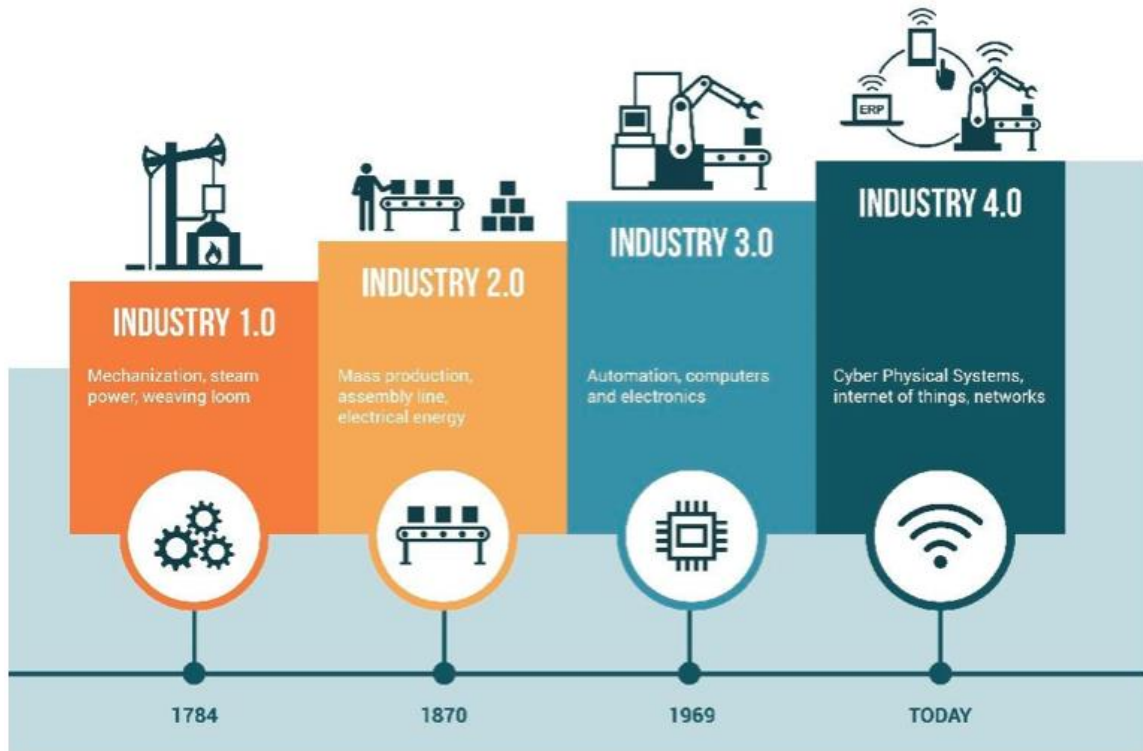 ERP
INDUSTRY 1.0
Mechanization, steam
power, weaving loom
INDUSTRY 2.0
Mass production,
assembly line,
electrical energy
INDUSTRY 3.0
Automation, computers
and electronics
INDUSTRY 4.0
Cyber Physical Systems,
internet of things, networks
1784
1870
1969
TODAY